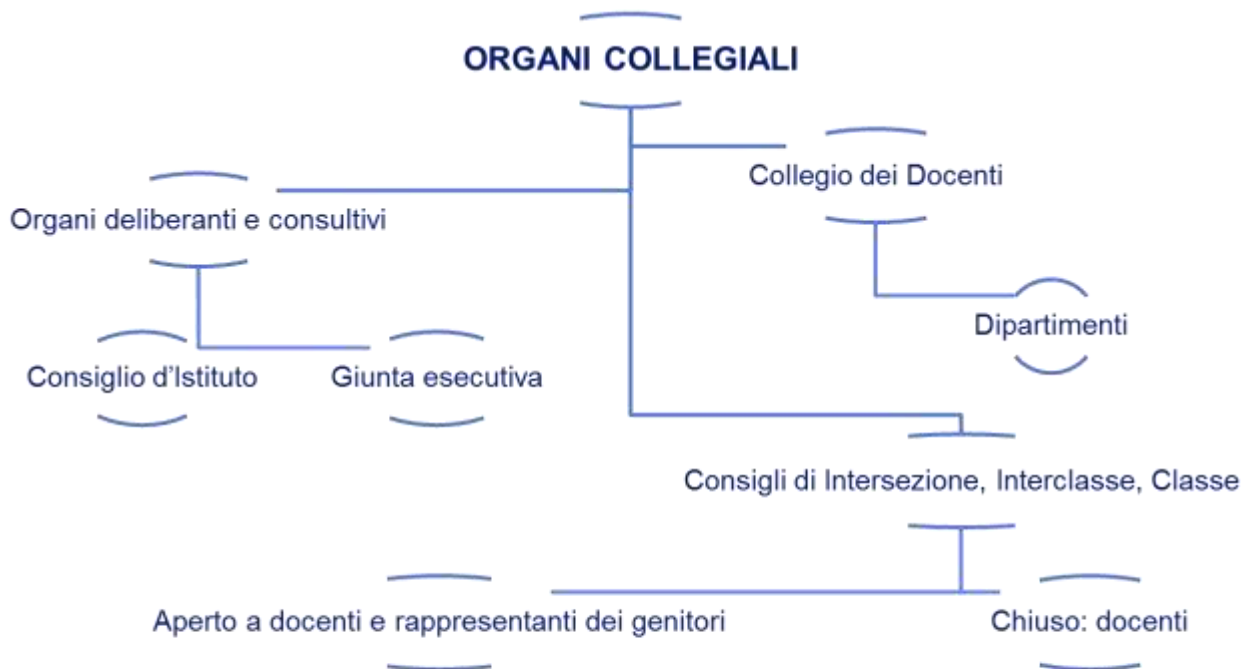 ORGANI COLLEGIALI
Collegio dei Docenti
Organi deliberanti e consultivi
Dipartimenti
Consiglio d'Istituto
Giunta esecutiva
Consigli di Intersezione, Interclasse, Classe
Aperto a docenti e rappresentanti dei genitori
Chiuso: docenti